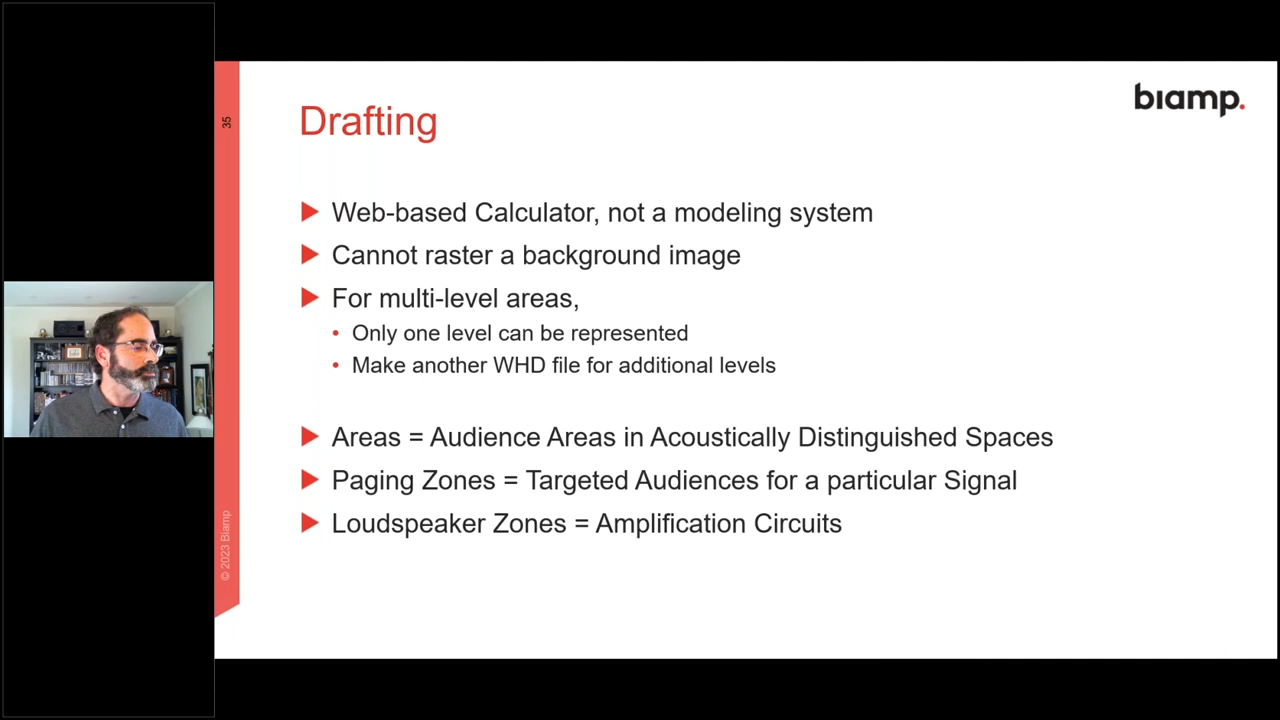 35
biamp.
Drafting
Web-based Calculator, not a modeling system
Cannot raster a background image
For multi-level areas,
Only one level can be represented
Make another WHD file for additional levels
Areas = Audience Areas in Acoustically Distinguished Spaces
Paging Zones = Targeted Audiences for a particular Signal
Loudspeaker Zones = Amplification Circuits
© 2023 Biamp